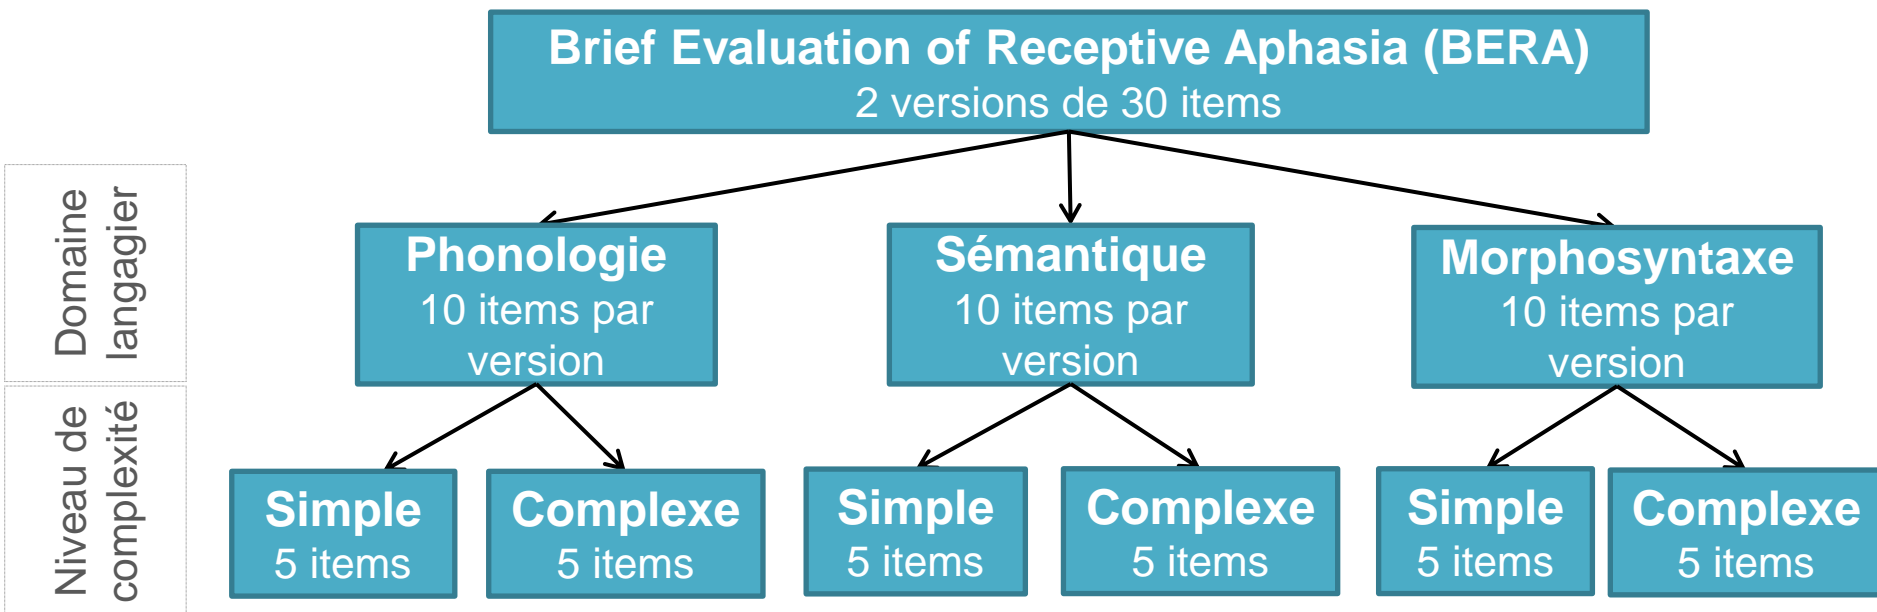 Brief Evaluation of Receptive Aphasia (BERA)
2 versions de 30 items
Domaine
langagier
Phonologie
10 items par
version
Sémantique
10 items par
version
Morphosyntaxe
10 items par
version
Niveau de
complexité
Simple
5 items
Complexe
5 items
Simple
5 items
Complexe
5 items
Simple
5 items
Complexe
5 items